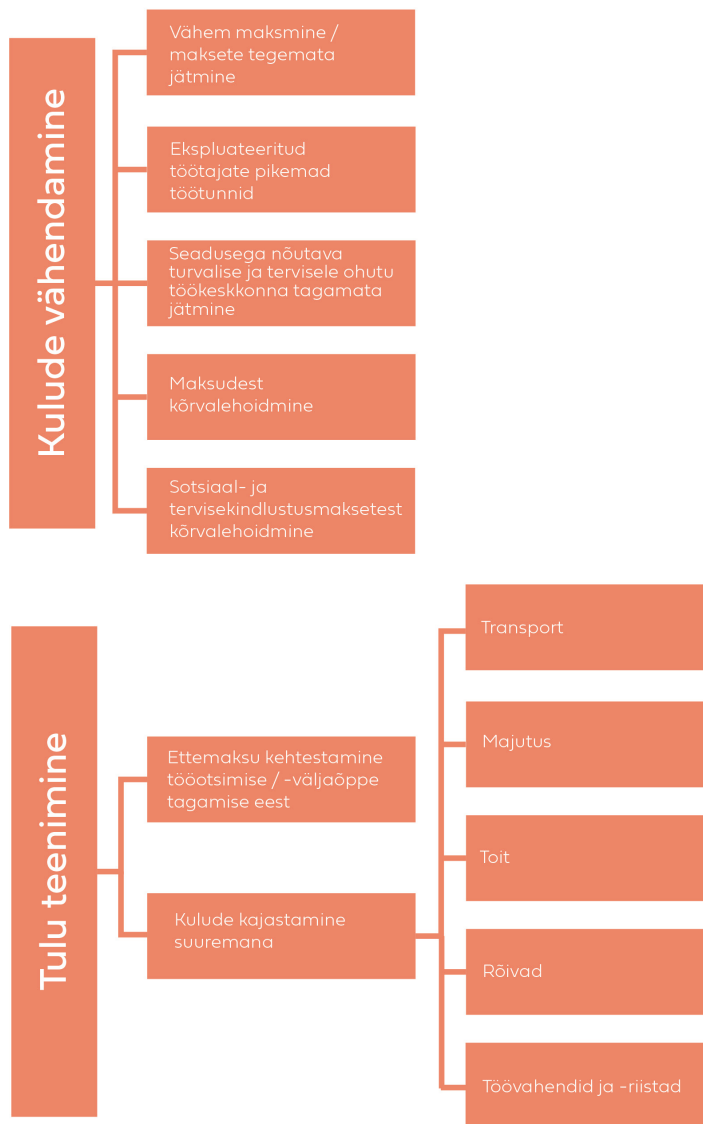 Kulude vähendamine
Vähem maksmine /
maksete tegemata
jätmine
Ekspluateeritud
töötajate pikemad
töötunnid
Seadusega nõutava
turvalise ja tervisele ohutu
töökeskkonna tagamata
jätmine
Maksudest
kõrvalehoidmine
Sotsiaal- ja
tervisekindlustusmaksetest
kõrvalehoidmine
Tulu teenimine
Ettemaksu kehtestamine
tööotsimise / -väljaõppe
tagamise eest
Kulude kajastamine
suuremana
Transport
Majutus
Toit
Rõivad
Töövahendid ja -riistad